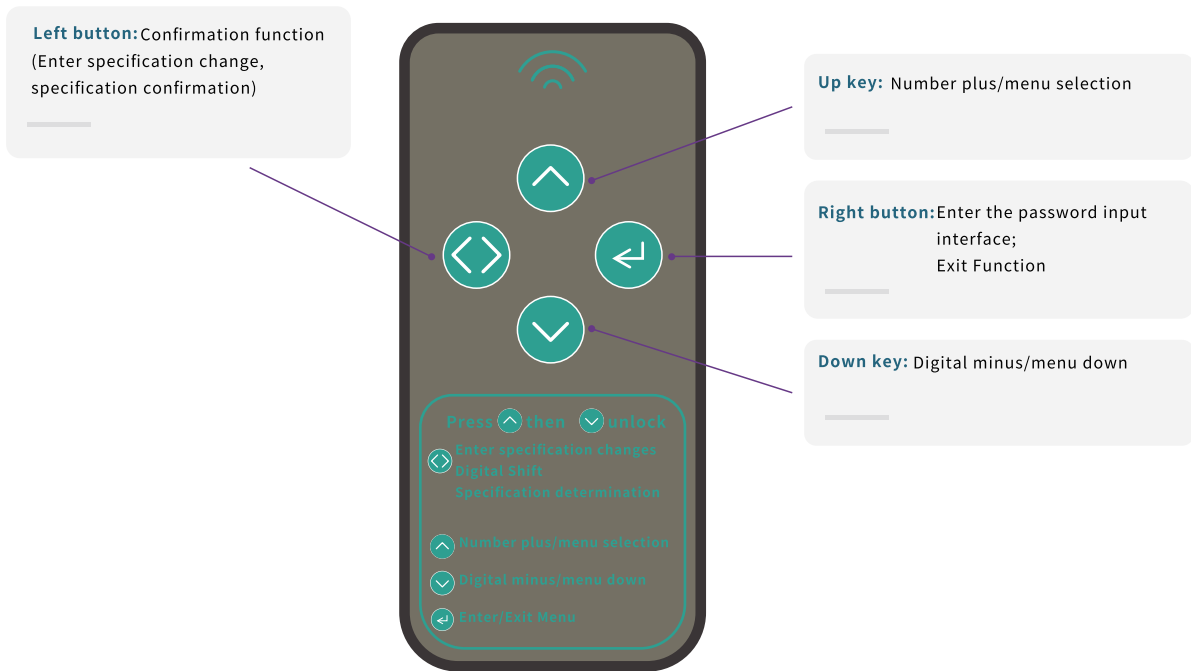 Left button: Confirmation function
(Enter specification change,
specification confirmation)
Up key: Number plus/menu selection
Right button: Enter the password input
interface;
Exit Function
Down key: Digital minus/menu down
Press then unlock
Enter specification changes
Digital Shift
Specification determination
Number plus/menu selection
Digital minus/menu down
Enter/Exit Menu